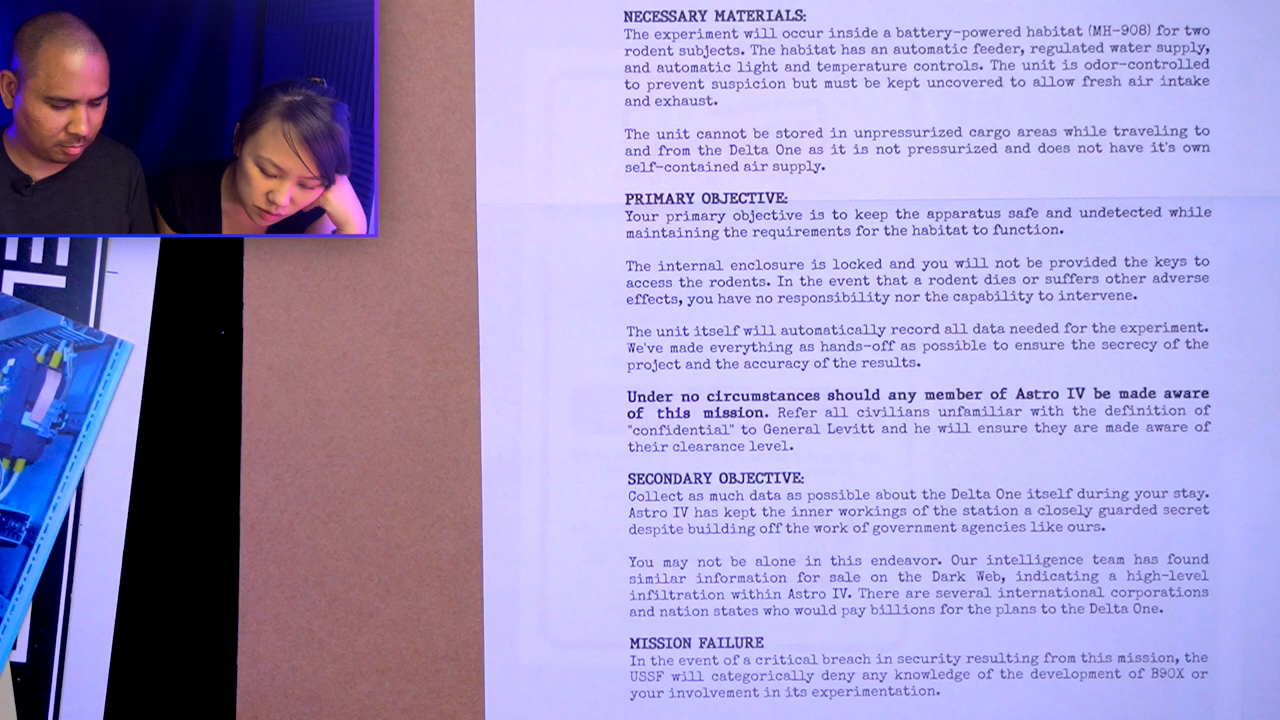 NECESSARY MATERIALS:
The experiment will occur inside a battery-powered habitat (MH-908) for two
rodent subjects. The habitat has an automatic feeder, regulated water supply,
and automatic light and temperature controls. The unit is odor-controlled
to prevent suspicion but must be kept uncovered to allow fresh air intake
and exhaust.
The unit cannot be stored in unpressurized cargo areas while traveling to
and from the Delta One as it is not pressurized and does not have it's own
self-contained air supply.
PRIMARY OBJECTIVE:
Your primary objective is to keep the apparatus safe and undetected while
maintaining the requirements for the habitat to function.
The internal enclosure is locked and you will not be provided the keys to
access the rodents. In the event that a rodent dies or suffers other adverse
effects, you have no responsibility nor the capability to intervene.
The unit itself will automatically record all data needed for the experiment.
We've made everything as hands-off as possible to ensure the secrecy of the
project and the accuracy of the results.
Under no circumstances should any member of Astro IV be made aware
of this mission. Refer all civilians unfamiliar with the definition of
"confidential" to General Levitt and he will ensure they are made aware of
their clearance level.
SECONDARY OBJECTIVE:
Collect as much data as possible about the Delta One itself during your stay.
Astro IV has kept the inner workings of the station a closely guarded secret
despite building off the work of government agencies like ours.
You may not be alone in this endeavor. Our intelligence team has found
similar information for sale on the Dark Web, indicating a high-level
infiltration within Astro IV. There are several international corporations
and nation states who would pay billions for the plans to the Delta One.
MISSION FAILURE
In the event of a critical breach in security resulting from this mission, the
USSF will categorically deny any knowledge of the development of B90X or
your involvement in its experimentation.